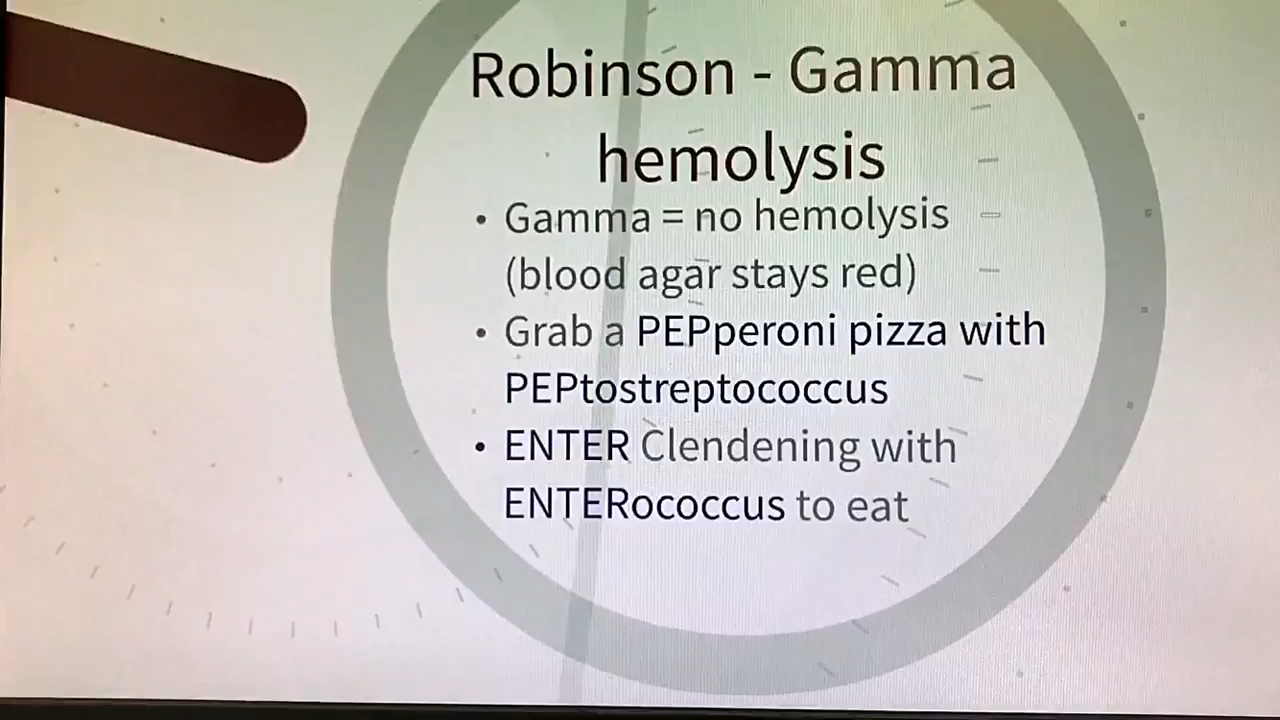 Robinson - Gamma
hemolysis
• Gamma = no hemolysis
(blood agar stays red)
• Grab a PEPperoni pizza with
PEPtostreptococcus
• ENTER Clendening with
ENTERococcus to eat